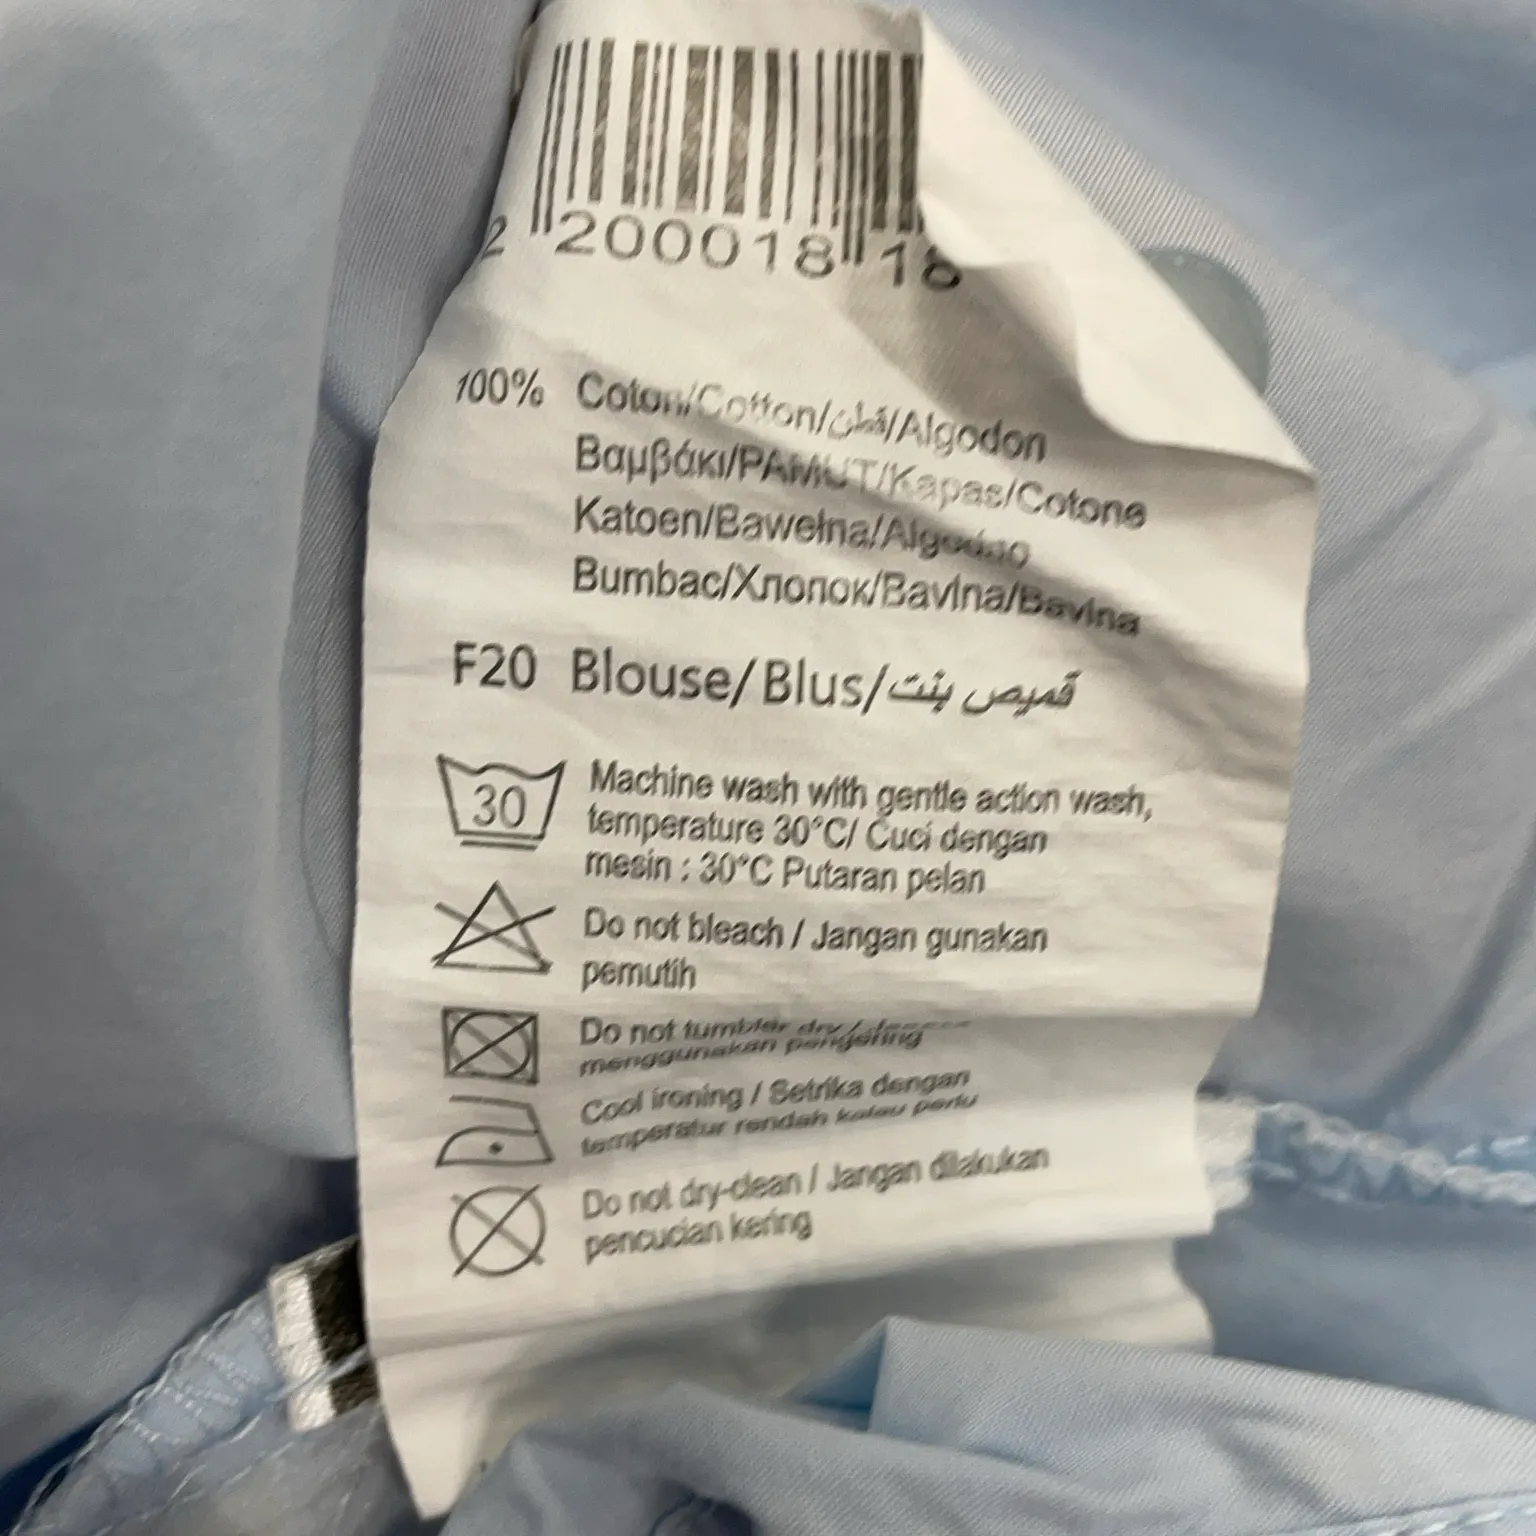 2 200018 18
100% Coton/Cotton/قطن/Algodon
Βαμβάκι/PAMUT/Kapas/Cotone
Katoen/Bawełna/Algodão
Bumbac/Хлопок/Bavlna/Bavlna
F20 Blouse/Blus/قميص بنت
30
Machine wash with gentle action wash,
temperature 30°C/ Cuci dengan
mesin : 30°C Putaran pelan
Do not bleach / Jangan gunakan
pemutih
Do not tumbler dry /
menggunakan pengering
Cool ironing / Setrika dengan
temperatur rendah kalau perlu
Do not dry-clean / Jangan dilakukan
pencucian kering